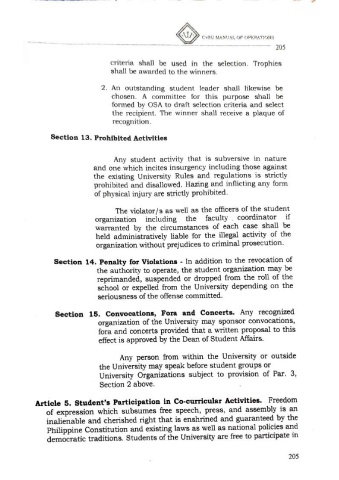 CvSU MANUAL OF OPERATIONS
205
criteria shall be used in the selection. Trophies
shall be awarded to the winners.
2. An outstanding student leader shall likewise be
chosen. A committee for this purpose shall be
formed by OSA to draft selection criteria and select
the recipient. The winner shall receive a plaque of
recognition.
Section 13. Prohibited Activities
Any student activity that is subversive in nature
and one which incites insurgency including those against
the existing University Rules and regulations is strictly
prohibited and disallowed. Hazing and inflicting any form
of physical injury are strictly prohibited.
The violator/s as well as the officers of the student
organization including the faculty coordinator if
warranted by the circumstances of each case shall be
held administratively liable for the illegal activity of the
organization without prejudices to criminal prosecution.
Section 14. Penalty for Violations - In addition to the revocation of
the authority to operate, the student organization may be
reprimanded, suspended or dropped from the roll of the
school or expelled from the University depending on the
seriousness of the offense committed.
Section 15. Convocations, Fora and Concerts. Any recognized
organization of the University may sponsor convocations,
fora and concerts provided that a written proposal to this
effect is approved by the Dean of Student Affairs.
Any person from within the University or outside
the University may speak before student groups or
University Organizations subject to provision of Par. 3,
Section 2 above.
Article 5. Student's Participation in Co-curricular Activities. Freedom
of expression which subsumes free speech, press, and assembly is an
inalienable and cherished right that is enshrined and guaranteed by the
Philippine Constitution and existing laws as well as national policies and
democratic traditions. Students of the University are free to participate in
205